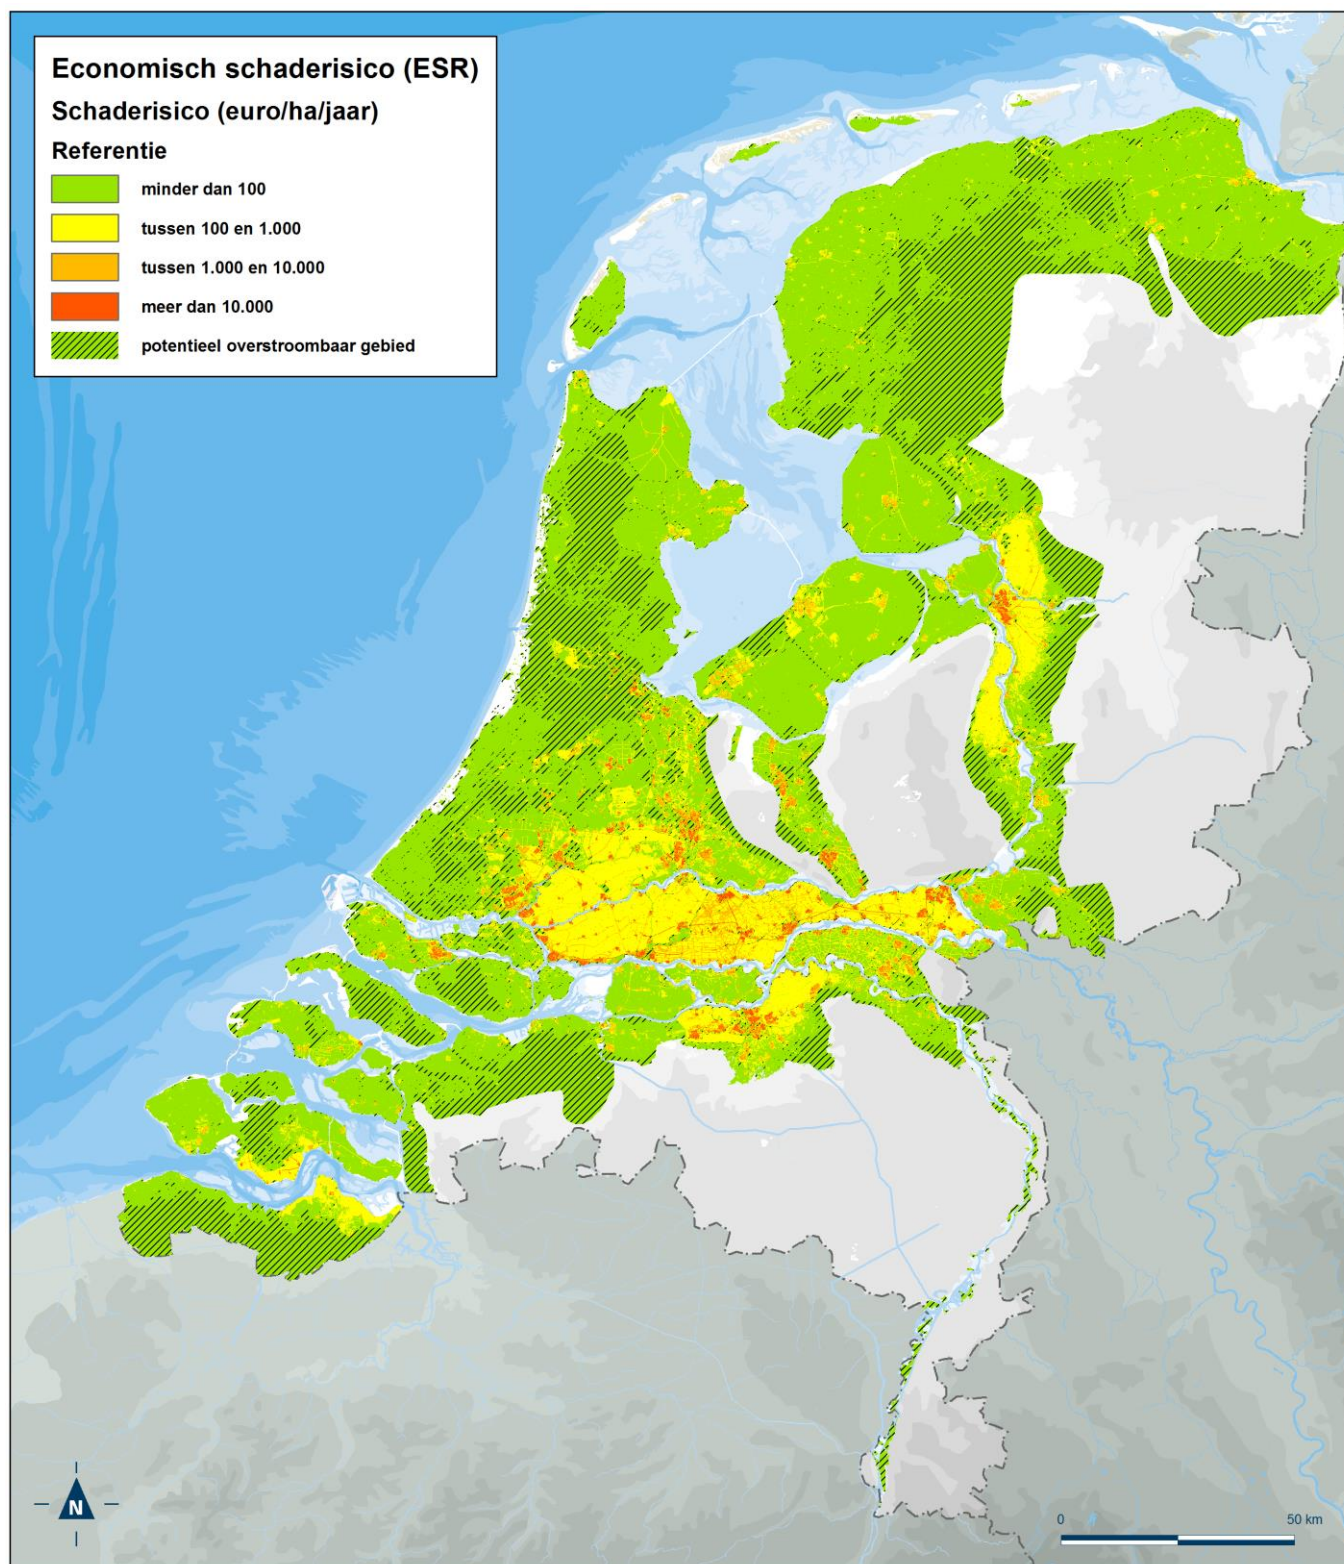 Economisch schaderisico (ESR)
Schaderisico (euro/ha/jaar)
Referentie
minder dan 100
tussen 100 en 1.000
tussen 1.000 en 10.000
meer dan 10.000
potentieel overstroombaar gebied
N
0 50 km